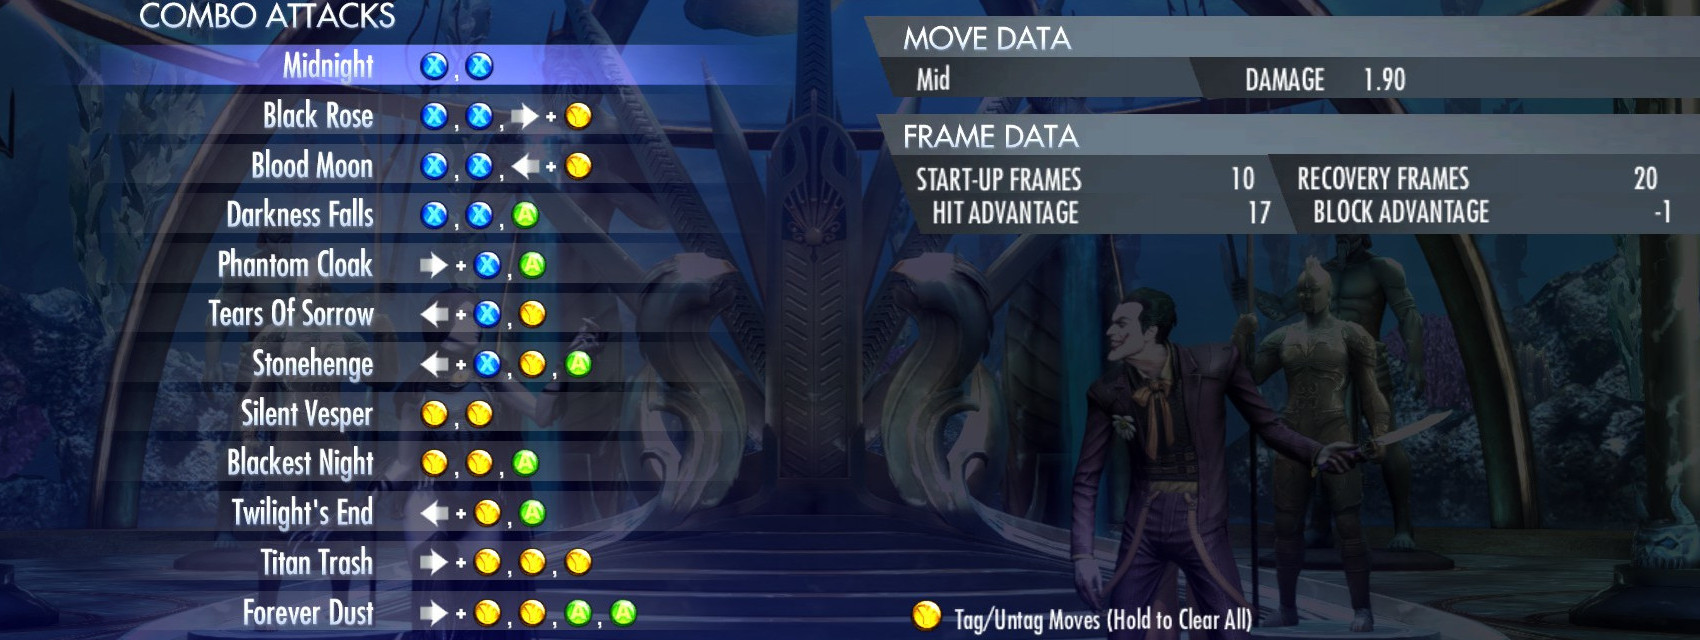 COMBO ATTACKS
Midnight X , X
Black Rose X , X , + Y
Blood Moon X , X , + Y
Darkness Falls X , X , A
Phantom Cloak + X , A
Tears Of Sorrow + X , Y
Stonehenge + X , Y , A
Silent Vesper Y , Y
Blackest Night Y , Y , A
Twilight's End + Y , A
Titan Trash + Y , Y , Y
Forever Dust + Y , Y , A , A
MOVE DATA
Mid DAMAGE 1.90
FRAME DATA
START-UP FRAMES 10 RECOVERY FRAMES 20
HIT ADVANTAGE 17 BLOCK ADVANTAGE -1
Y Tag/Untag Moves (Hold to Clear All)